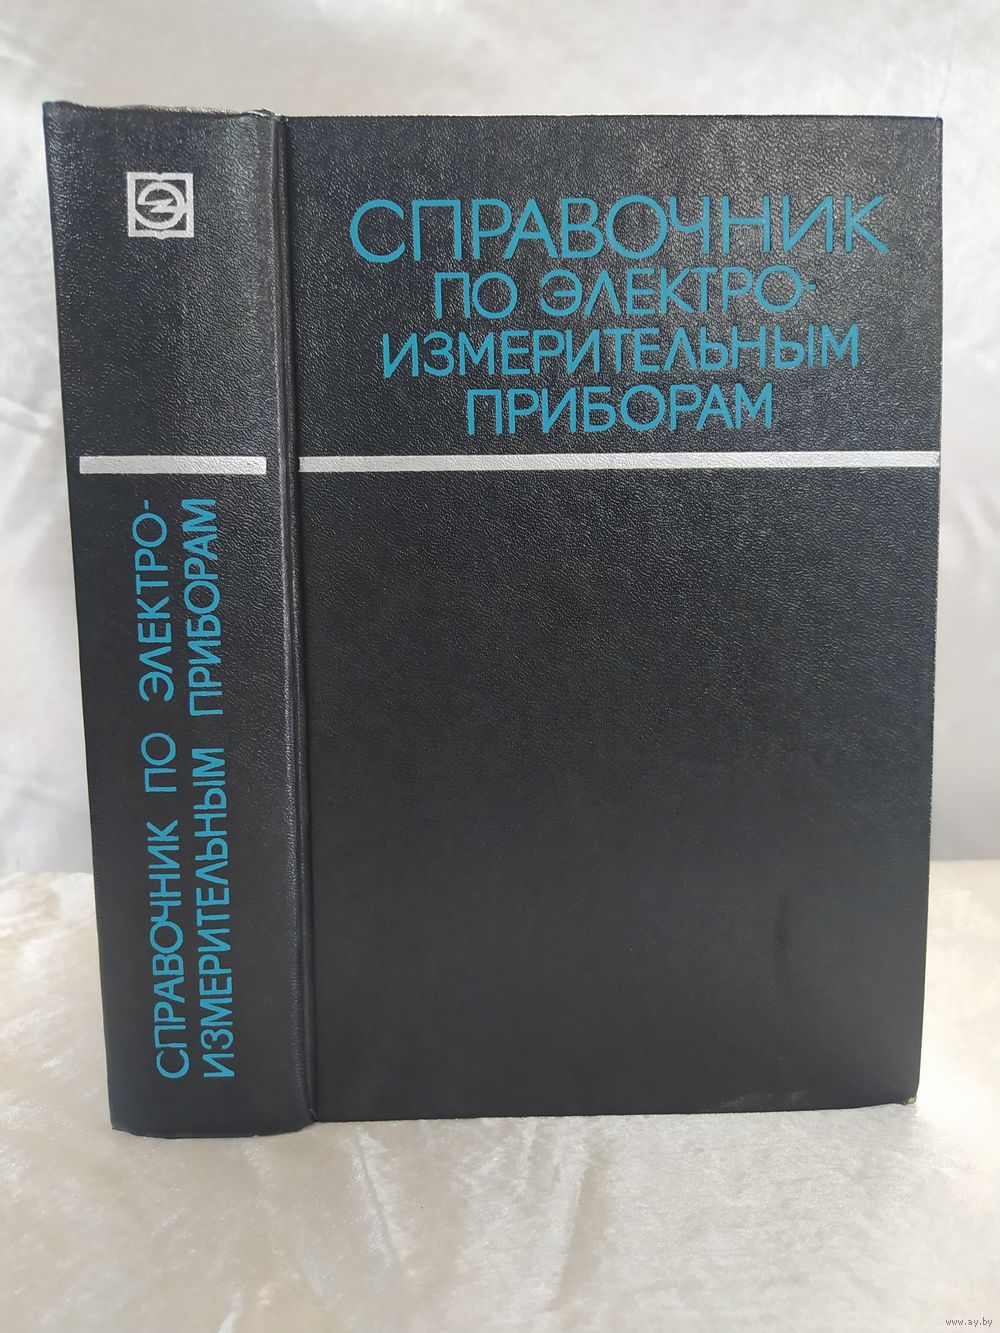 СПРАВОЧНИК
ПО ЭЛЕКТРО-
ИЗМЕРИТЕЛЬНЫМ
ПРИБОРАМ
СПРАВОЧНИК ПО ЭЛЕКТРО-
ИЗМЕРИТЕЛЬНЫМ ПРИБОРАМ
www.ay.by